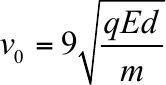 v₀ = 9√(qEd/m)